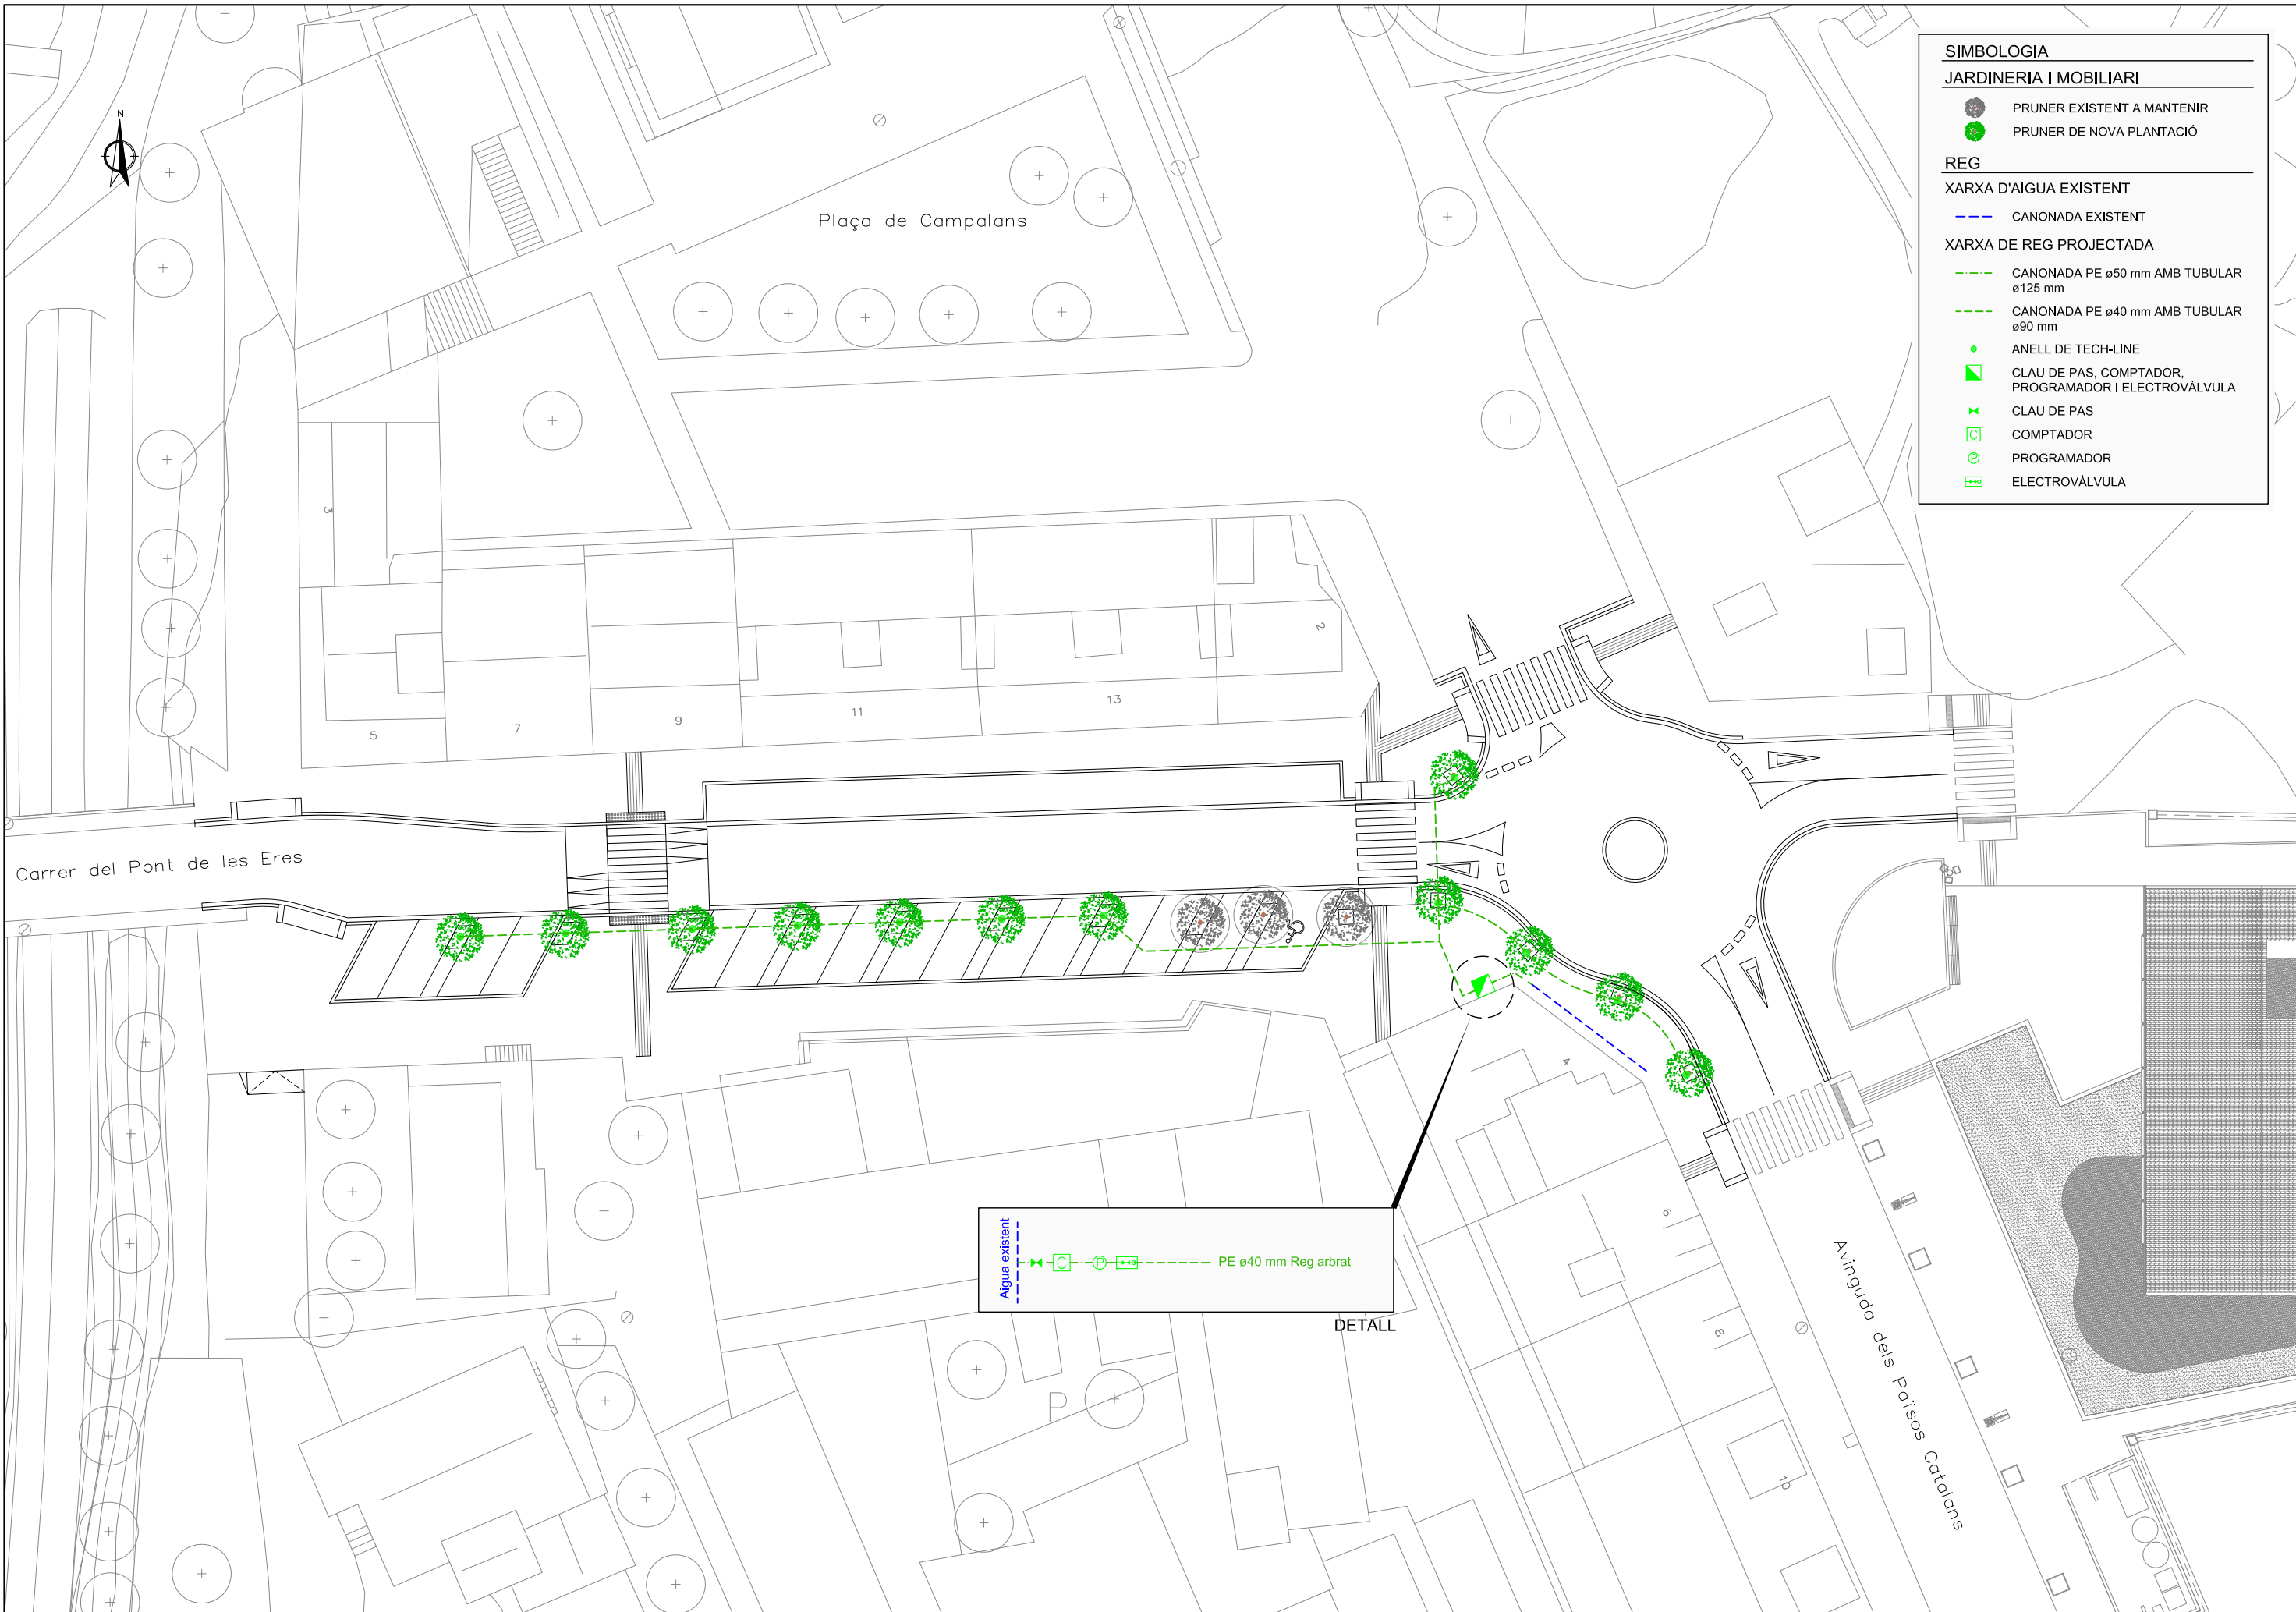 SIMBOLOGIA
JARDINERIA I MOBILIARI
PRUNER EXISTENT A MANTENIR
PRUNER DE NOVA PLANTACIÓ
REG
XARXA D'AIGUA EXISTENT
CANONADA EXISTENT
XARXA DE REG PROJECTADA
CANONADA PE ø50 mm AMB TUBULAR
ø125 mm
CANONADA PE ø40 mm AMB TUBULAR
ø90 mm
ANELL DE TECH-LINE
CLAU DE PAS, COMPTADOR,
PROGRAMADOR I ELECTROVÀLVULA
CLAU DE PAS
C
COMPTADOR
P
PROGRAMADOR
ELECTROVÀLVULA
N
Plaça de Campalans
3
2
5
7
9
11
13
Carrer del Pont de les Eres
4
6
8
10
Avinguda dels Països Catalans
Aigua existent
C
P
PE ø40 mm Reg arbrat
DETALL
P